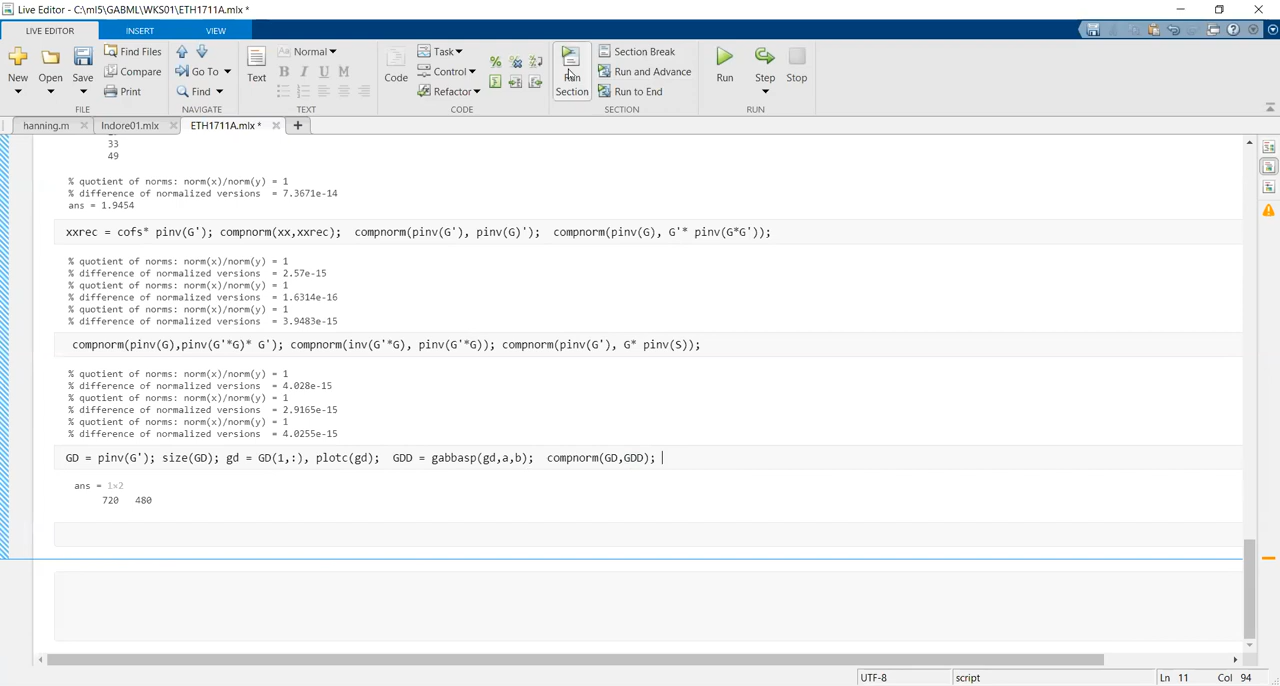 Live Editor - C:\ml5\GABML\WKS01\ETH1711A.mlx *
LIVE EDITOR INSERT VIEW
New Open Save Find Files Compare Print
FILE
Go To Find
NAVIGATE
Text Normal
B I U M
TEXT
Code Task Control Refactor
CODE
Run Section Section Break Run and Advance Run to End
SECTION
Run Step Stop
RUN
hanning.m Indore01.mlx ETH1711A.mlx *
33
49
% quotient of norms: norm(x)/norm(y) = 1
% difference of normalized versions = 7.3671e-14
ans = 1.9454
xxrec = cofs* pinv(G'); compnorm(xx,xxrec); compnorm(pinv(G'), pinv(G)'); compnorm(pinv(G), G'* pinv(G*G'));
% quotient of norms: norm(x)/norm(y) = 1
% difference of normalized versions = 2.57e-15
% quotient of norms: norm(x)/norm(y) = 1
% difference of normalized versions = 1.6314e-16
% quotient of norms: norm(x)/norm(y) = 1
% difference of normalized versions = 3.9483e-15
compnorm(pinv(G),pinv(G'*G)* G'); compnorm(inv(G'*G), pinv(G'*G)); compnorm(pinv(G'), G* pinv(S));
% quotient of norms: norm(x)/norm(y) = 1
% difference of normalized versions = 4.028e-15
% quotient of norms: norm(x)/norm(y) = 1
% difference of normalized versions = 2.9165e-15
% quotient of norms: norm(x)/norm(y) = 1
% difference of normalized versions = 4.0255e-15
GD = pinv(G'); size(GD); gd = GD(1,:), plotc(gd); GDD = gabbasp(gd,a,b); compnorm(GD,GDD);
ans = 1×2
720 480
UTF-8 script Ln 11 Col 94